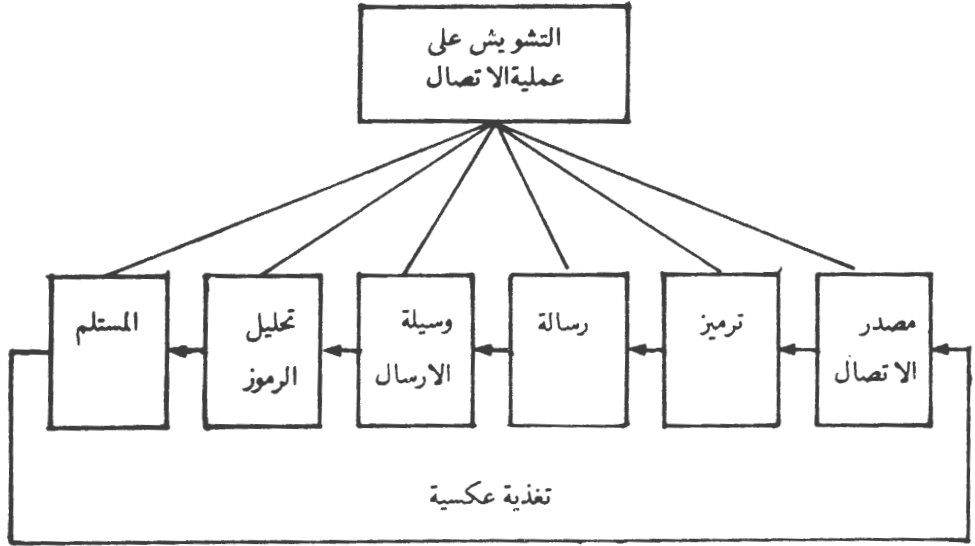 التشويش على
عملية الاتصال
مصدر
الاتصال
ترميز
رسالة
وسيلة
الارسال
تحليل
الرموز
المستلم
تغذية عكسية